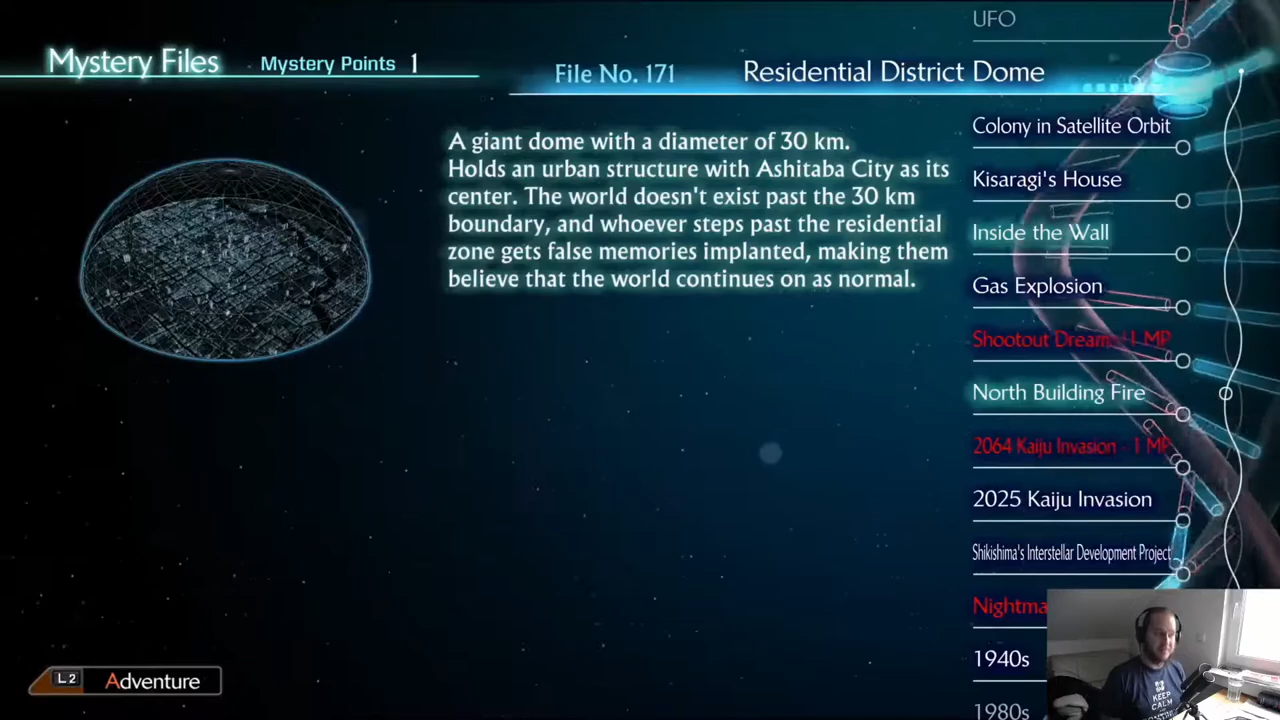 UFO
Mystery Files
Mystery Points 1
File No. 171
Residential District Dome
A giant dome with a diameter of 30 km.
Holds an urban structure with Ashitaba City as its
center. The world doesn't exist past the 30 km
boundary, and whoever steps past the residential
zone gets false memories implanted, making them
believe that the world continues on as normal.
Colony in Satellite Orbit
Kisaragi's House
Inside the Wall
Gas Explosion
Shootout Dream - 1 MP
North Building Fire
2064 Kaiju Invasion - 1 MP
2025 Kaiju Invasion
Shikishima's Interstellar Development Project
Nightma
1940s
1980s
L2 Adventure
KEEP
CALM